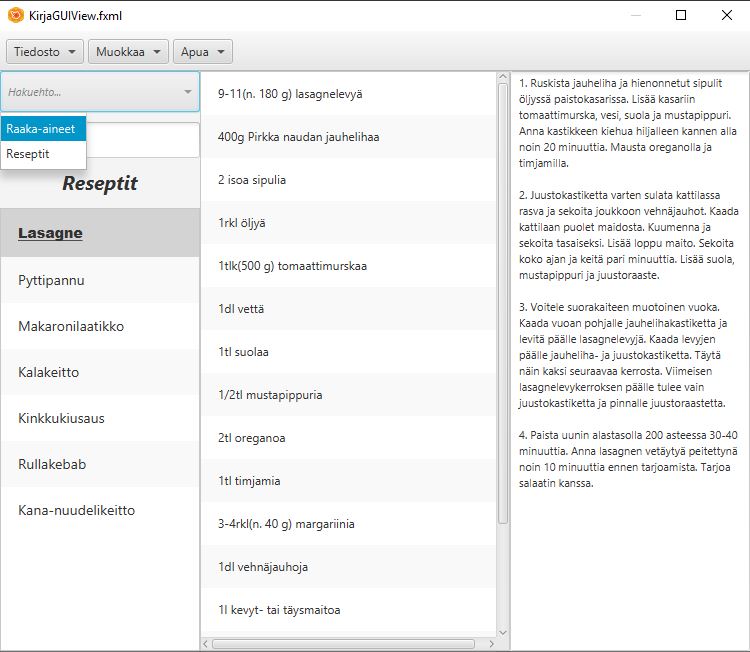 KirjaGUIView.fxml
Tiedosto
Muokkaa
Apua
Hakuehto...
Raaka-aineet
Reseptit
Reseptit
Lasagne
Pyttipannu
Makaronilaatikko
Kalakeitto
Kinkkukiusaus
Rullakebab
Kana-nuudelikeitto
9-11(n. 180 g) lasagnelevyä
400g Pirkka naudan jauhelihaa
2 isoa sipulia
1rkl öljyä
1tlk(500 g) tomaattimurskaa
1dl vettä
1tl suolaa
1/2tl mustapippuria
2tl oreganoa
1tl timjamia
3-4rkl(n. 40 g) margariinia
1dl vehnäjauhoja
1l kevyt- tai täysmaitoa
1. Ruskista jauheliha ja hienonnetut sipulit
öljyssä paistokasarissa. Lisää kasariin
tomaattimurska, vesi, suola ja mustapippuri.
Anna kastikkeen kiehua hiljalleen kannen alla
noin 20 minuuttia. Mausta oreganolla ja
timjamilla.
2. Juustokastiketta varten sulata kattilassa
rasva ja sekoita joukkoon vehnäjauhot. Kaada
kattilaan puolet maidosta. Kuumenna ja
sekoita tasaiseksi. Lisää loppu maito. Sekoita
koko ajan ja keitä pari minuuttia. Lisää suola,
mustapippuri ja juustoraaste.
3. Voitele suorakaiteen muotoinen vuoka.
Kaada vuoan pohjalle jauhelihakastiketta ja
levitä päälle lasagnelevyjä. Kaada levyjen
päälle jauheliha- ja juustokastiketta. Täytä
näin kaksi seuraavaa kerrosta. Viimeisen
lasagnelevykerroksen päälle tulee vain
juustokastiketta ja pinnalle juustoraastetta.
4. Paista uunin alastasolla 200 asteessa 30-40
minuuttia. Anna lasagnen vetäytyä peitettynä
noin 10 minuuttia ennen tarjoamista. Tarjoa
salaatin kanssa.